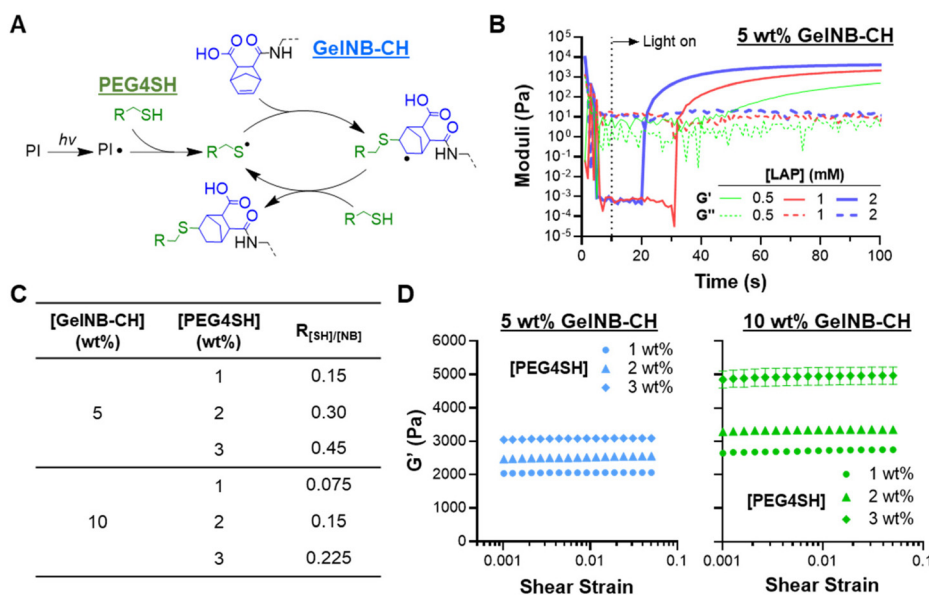 A
PEG4SH
R SH
PI hν PI• R S•
HO O O NH
GelNB-CH
HO O O HN S R
R S HO O O HN
R SH
B
5 wt% GelNB-CH
Light on
Moduli (Pa)
10⁵
10⁴
10³
10²
10¹
10⁰
10⁻¹
10⁻²
10⁻³
10⁻⁴
10⁻⁵
[LAP] (mM)
G' 0.5 1 2
G'' 0.5 1 2
0 20 40 60 80 100
Time (s)
C
[GelNB-CH] (wt%) [PEG4SH] (wt%) R[SH]/[NB]
5 1 0.15
2 0.30
3 0.45
10 1 0.075
2 0.15
3 0.225
D
5 wt% GelNB-CH
G' (Pa)
6000
5000
4000
3000
2000
1000
0
[PEG4SH]
1 wt%
2 wt%
3 wt%
0.001 0.01 0.1
Shear Strain
10 wt% GelNB-CH
[PEG4SH]
1 wt%
2 wt%
3 wt%
0.001 0.01 0.1
Shear Strain